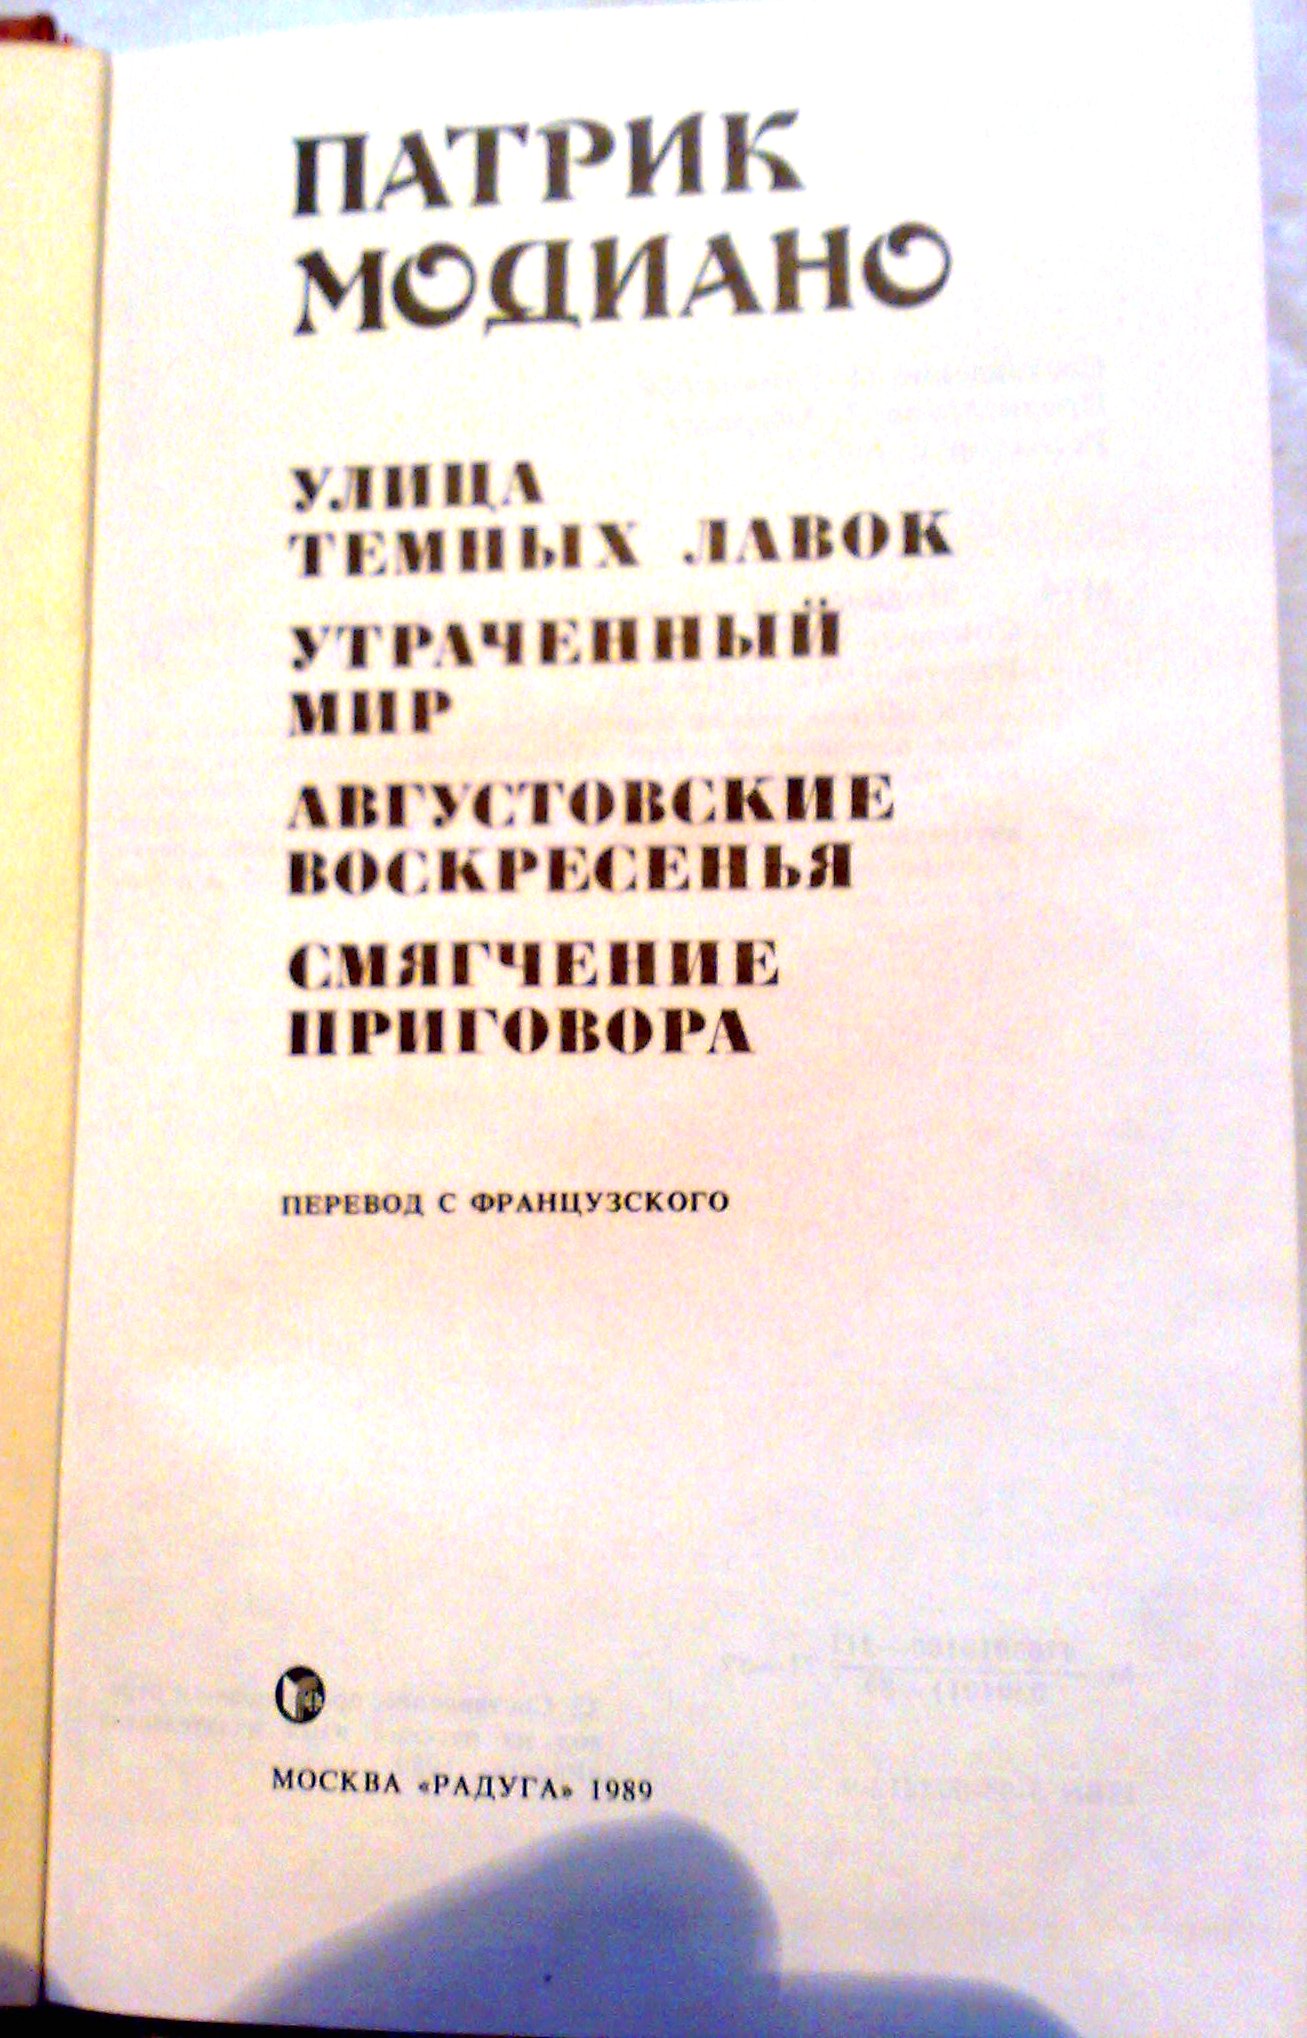 ПАТРИК
МОДИАНО
УЛИЦА
ТЕМНЫХ ЛАВОК
УТРАЧЕННЫЙ
МИР
АВГУСТОВСКИЕ
ВОСКРЕСЕНЬЯ
СМЯГЧЕНИЕ
ПРИГОВОРА
ПЕРЕВОД С ФРАНЦУЗСКОГО
МОСКВА «РАДУГА» 1989